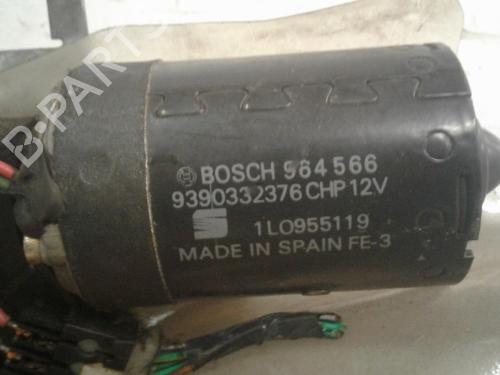 B-PARTS
BOSCH 964 566
9390332376 CHP 12V
1L0955119
MADE IN SPAIN FE-3